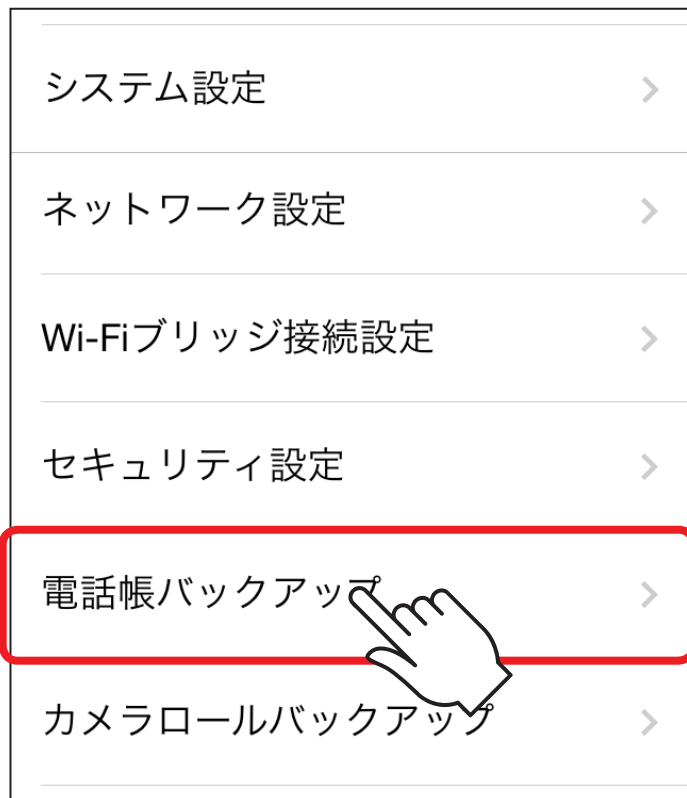 システム設定
ネットワーク設定
Wi-Fiブリッジ接続設定
セキュリティ設定
電話帳バックアップ
カメラロールバックアップ